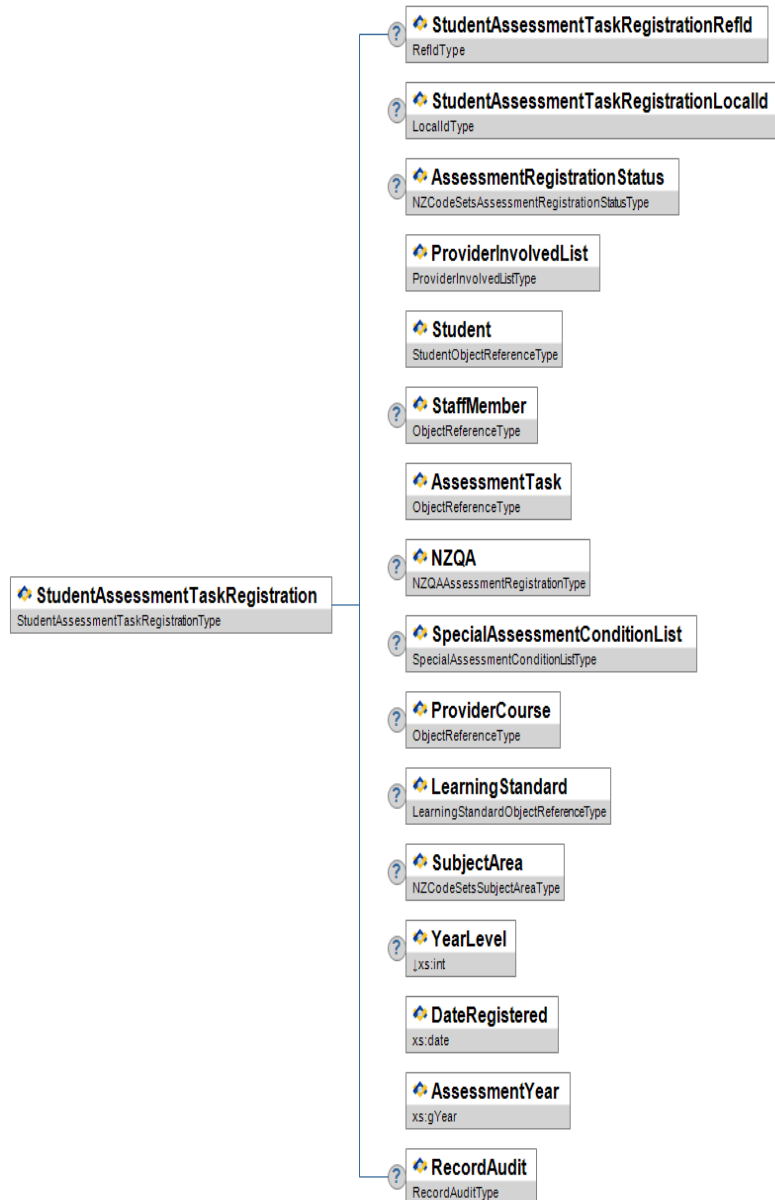 ? StudentAssessmentTaskRegistrationRefId
RefIdType
? StudentAssessmentTaskRegistrationLocalId
LocalIdType
? AssessmentRegistrationStatus
NZCodeSetsAssessmentRegistrationStatusType
ProviderInvolvedList
ProviderInvolvedListType
Student
StudentObjectReferenceType
? StaffMember
ObjectReferenceType
AssessmentTask
ObjectReferenceType
? NZQA
NZQAAssessmentRegistrationType
StudentAssessmentTaskRegistration
StudentAssessmentTaskRegistrationType
? SpecialAssessmentConditionList
SpecialAssessmentConditionListType
? ProviderCourse
ObjectReferenceType
? LearningStandard
LearningStandardObjectReferenceType
? SubjectArea
NZCodeSetsSubjectAreaType
? YearLevel
↓xs:int
DateRegistered
xs:date
AssessmentYear
xs:gYear
? RecordAudit
RecordAuditType